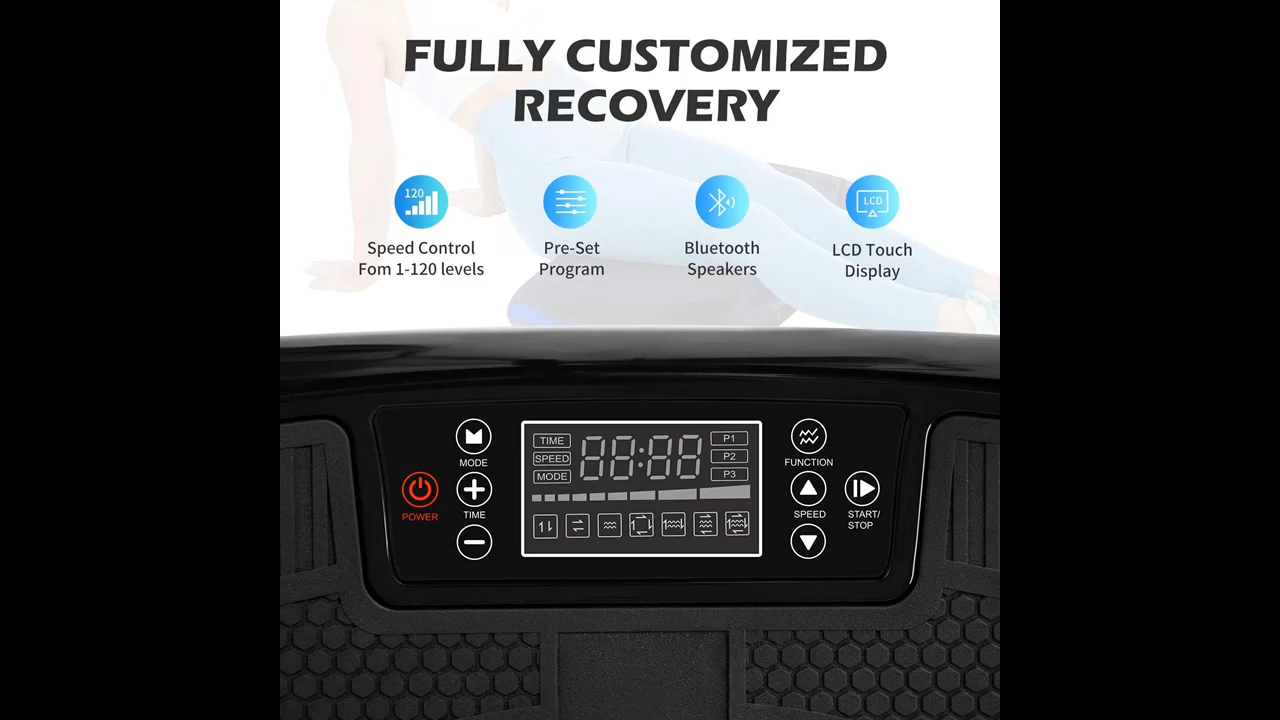 FULLY CUSTOMIZED
RECOVERY
120
LCD
Speed Control
Fom 1-120 levels
Pre-Set
Program
Bluetooth
Speakers
LCD Touch
Display
MODE
POWER
TIME
TIME
SPEED
MODE
88:88
P1
P2
P3
FUNCTION
SPEED
START/
STOP